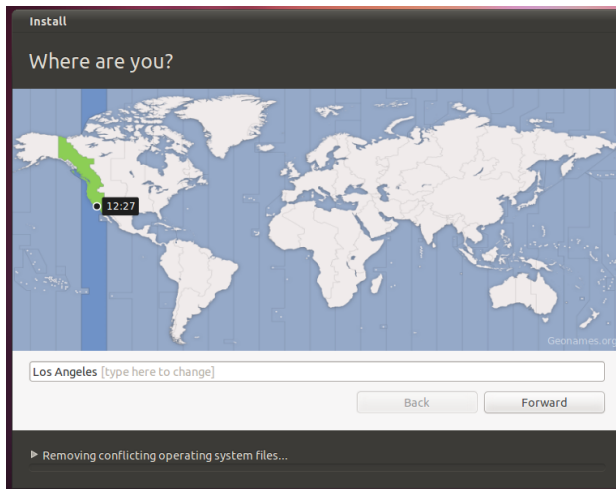 Install
Where are you?
12:27
Geonames.org
Los Angeles [type here to change]
Back Forward
Removing conflicting operating system files...